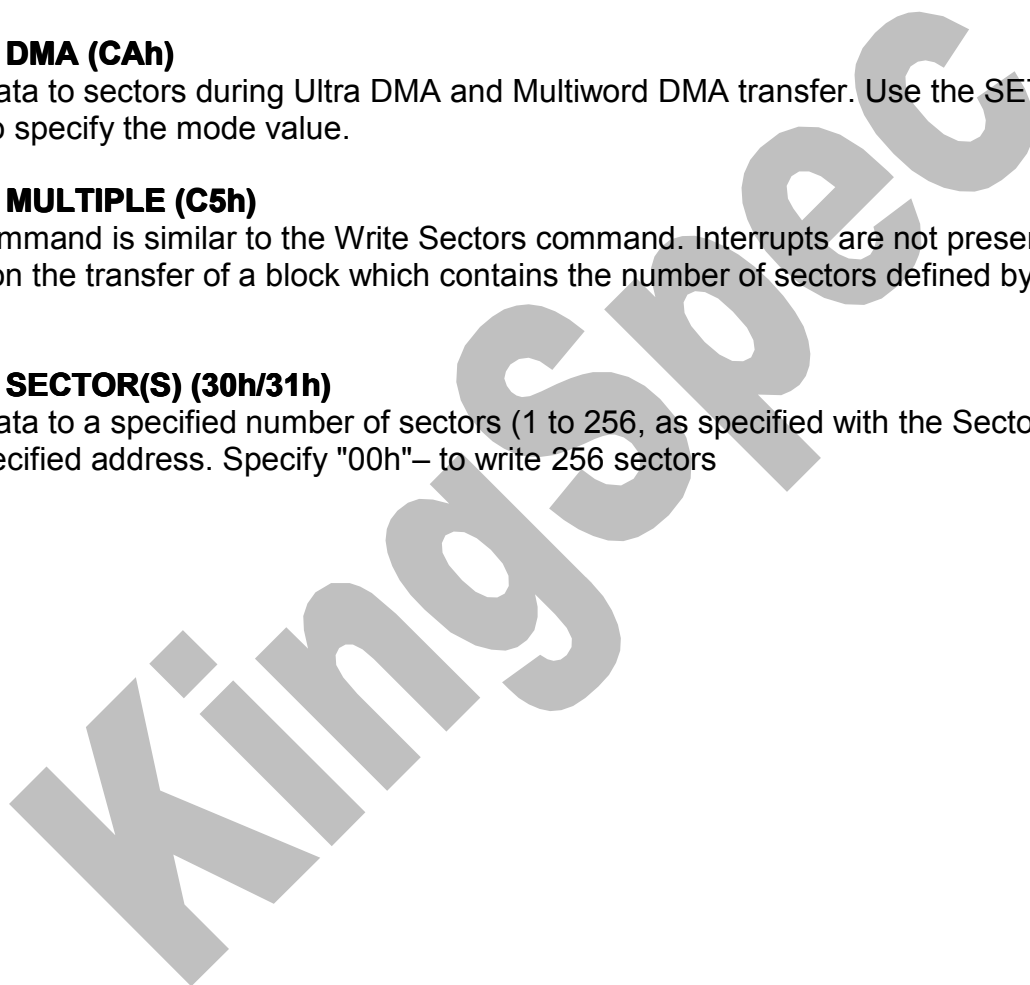 DMA (CAh)
ata to sectors during Ultra DMA and Multiword DMA transfer. Use the SE
o specify the mode value.
MULTIPLE (C5h)
mmand is similar to the Write Sectors command. Interrupts are not prese
on the transfer of a block which contains the number of sectors defined by
SECTOR(S) (30h/31h)
ata to a specified number of sectors (1 to 256, as specified with the Secto
ecified address. Specify "00h"– to write 256 sectors
KingSpec